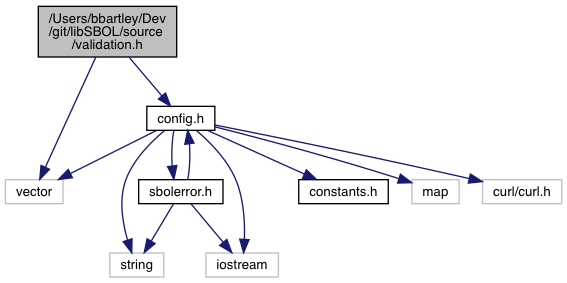 /Users/bbartley/Dev
/git/libSBOL/source
/validation.h
config.h
vector
sbolerror.h
constants.h
map
curl/curl.h
string
iostream